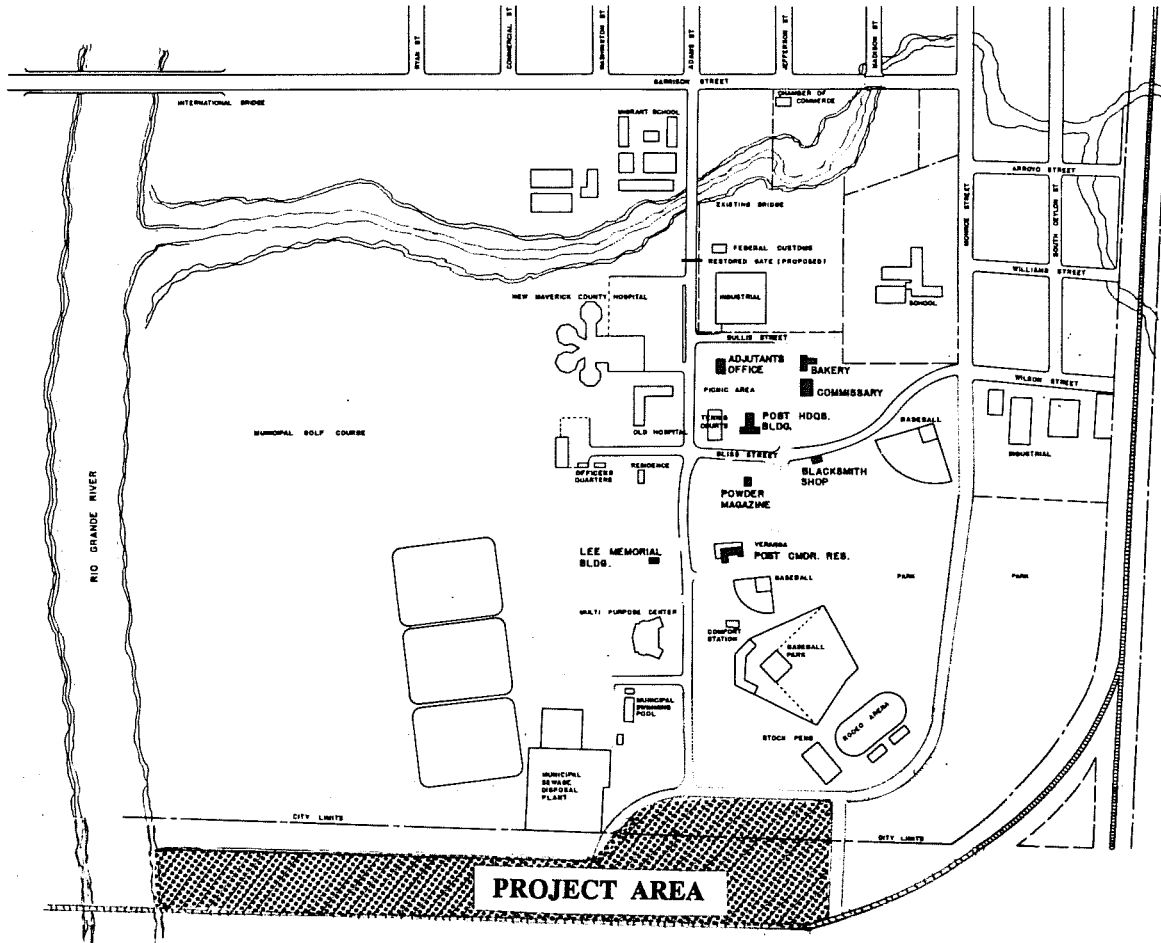 RYAN ST
COMMERCIAL ST
WASHINGTON ST
ADAMS ST
JEFFERSON ST
MADISON ST
GARRISON STREET
INTERNATIONAL BRIDGE
CHAMBER OF
COMMERCE
MIGRANT SCHOOL
ARROYO STREET
MONROE STREET
SOUTH CEYLON ST
EXISTING BRIDGE
FEDERAL CUSTOMS
RESTORED GATE (PROPOSED)
WILLIAMS STREET
NEW MAVERICK COUNTY HOSPITAL
INDUSTRIAL
SCHOOL
BULLIS STREET
ADJUTANTS
OFFICE
BAKERY
PICNIC AREA
COMMISSARY
WILSON STREET
TENNIS
COURTS
POST HDQS.
BLDG.
BASEBALL
MUNICIPAL GOLF COURSE
OLD HOSPITAL
BLISS STREET
INDUSTRIAL
OFFICERS
QUARTERS
RESIDENCE
BLACKSMITH
SHOP
POWDER
MAGAZINE
RIO GRANDE RIVER
LEE MEMORIAL
BLDG.
VERANDA
POST CMDR. RES.
BASEBALL
PARK
PARK
MULTI PURPOSE CENTER
COMFORT
STATION
BASEBALL
PARK
MUNICIPAL
SWIMMING
POOL
RODEO ARENA
STOCK PENS
MUNICIPAL
SEWAGE
DISPOSAL
PLANT
CITY LIMITS
CITY LIMITS
PROJECT AREA